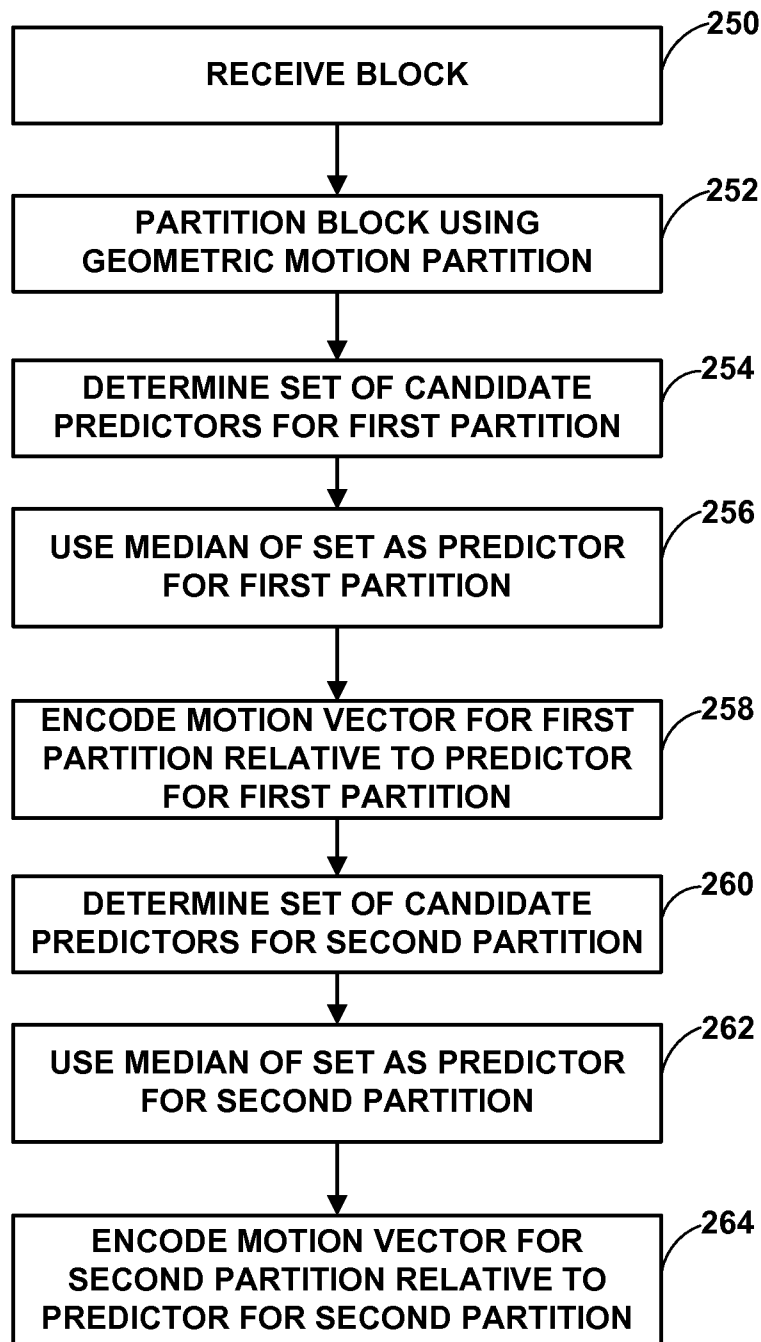 250
RECEIVE BLOCK
252
PARTITION BLOCK USING
GEOMETRIC MOTION PARTITION
254
DETERMINE SET OF CANDIDATE
PREDICTORS FOR FIRST PARTITION
256
USE MEDIAN OF SET AS PREDICTOR
FOR FIRST PARTITION
258
ENCODE MOTION VECTOR FOR FIRST
PARTITION RELATIVE TO PREDICTOR
FOR FIRST PARTITION
260
DETERMINE SET OF CANDIDATE
PREDICTORS FOR SECOND PARTITION
262
USE MEDIAN OF SET AS PREDICTOR
FOR SECOND PARTITION
264
ENCODE MOTION VECTOR FOR
SECOND PARTITION RELATIVE TO
PREDICTOR FOR SECOND PARTITION